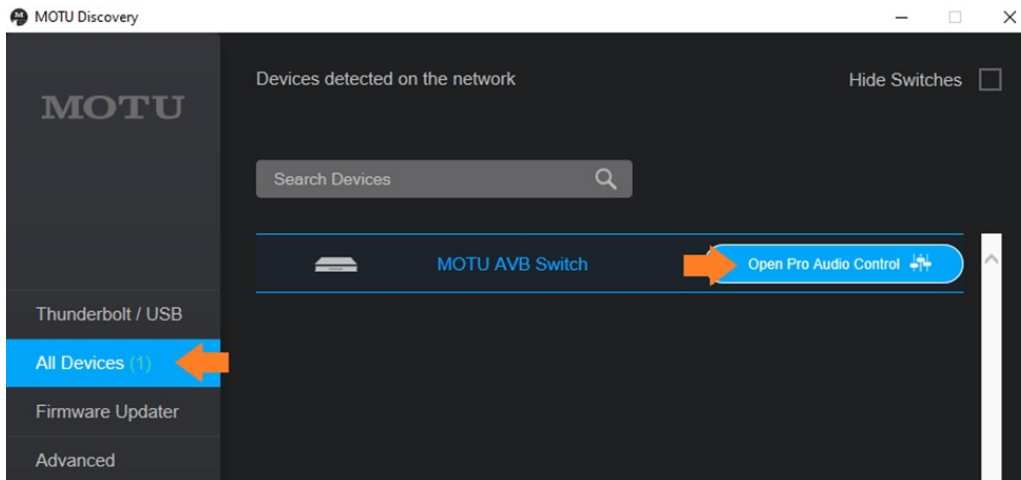 MOTU Discovery
MOTU
Devices detected on the network
Hide Switches
Search Devices
MOTU AVB Switch
Open Pro Audio Control
Thunderbolt / USB
All Devices (1)
Firmware Updater
Advanced